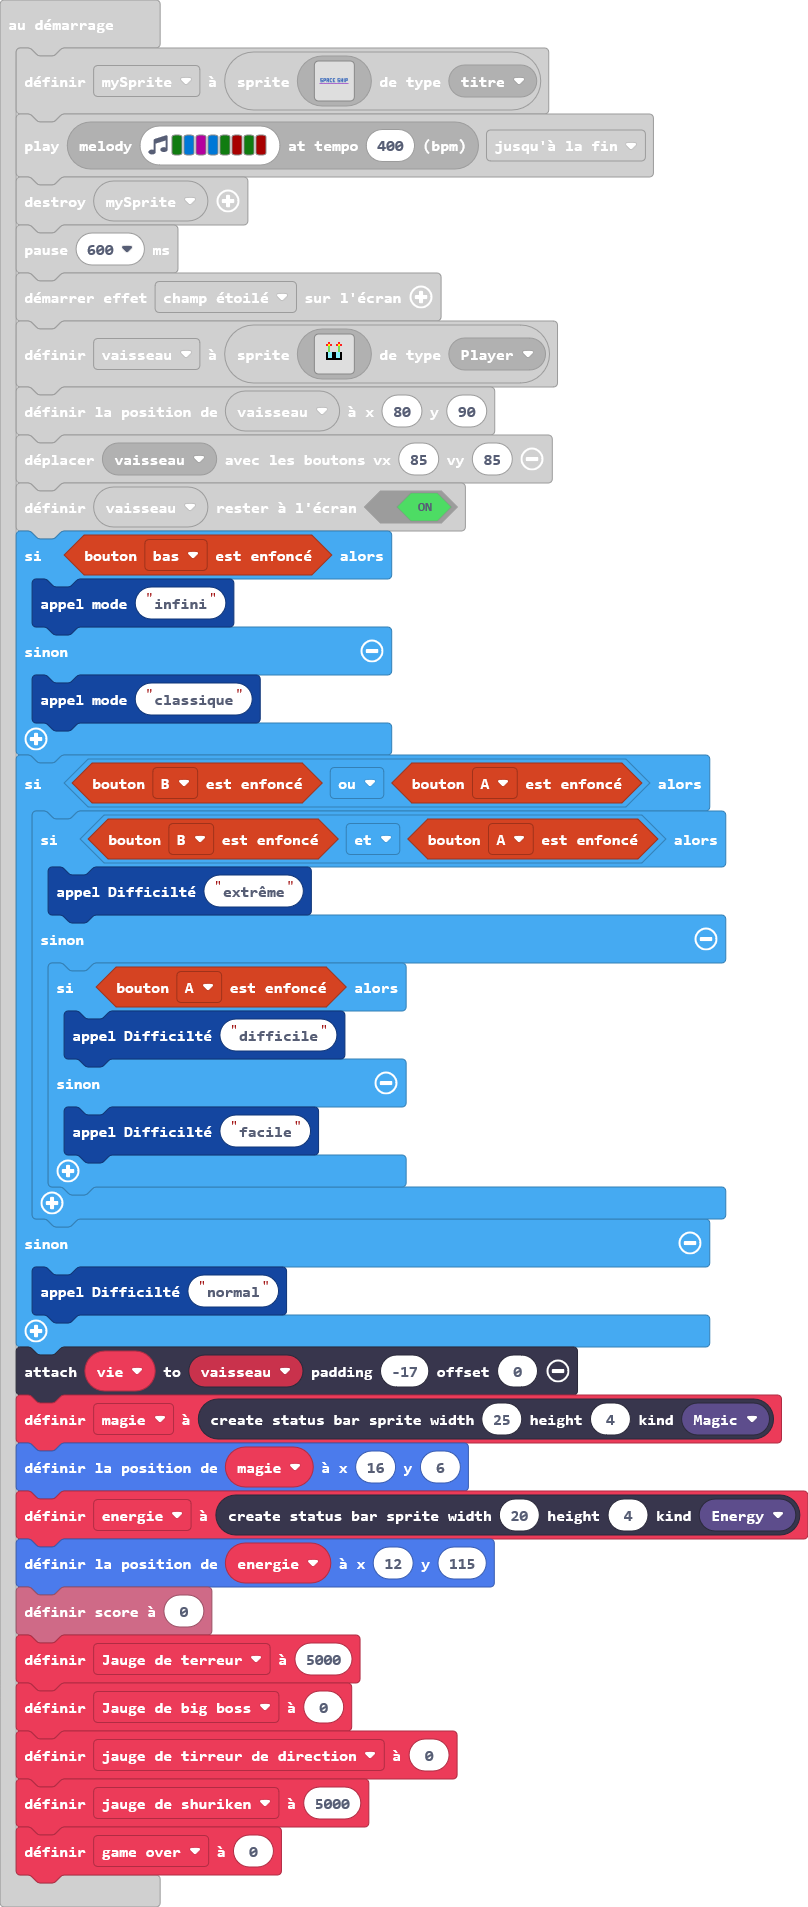 au démarrage
définir mySprite à sprite SPACE SHIP de type titre
play melody at tempo 400 (bpm) jusqu'à la fin
destroy mySprite
pause 600 ms
démarrer effet champ étoilé sur l'écran
définir vaisseau à sprite de type Player
définir la position de vaisseau à x 80 y 90
déplacer vaisseau avec les boutons vx 85 vy 85
définir vaisseau rester à l'écran ON
si bouton bas est enfoncé alors
appel mode "infini"
sinon
appel mode "classique"
si bouton B est enfoncé ou bouton A est enfoncé alors
si bouton B est enfoncé et bouton A est enfoncé alors
appel Difficilté "extrême"
sinon
si bouton A est enfoncé alors
appel Difficilté "difficile"
sinon
appel Difficilté "facile"
sinon
appel Difficilté "normal"
attach vie to vaisseau padding -17 offset 0
définir magie à create status bar sprite width 25 height 4 kind Magic
définir la position de magie à x 16 y 6
définir energie à create status bar sprite width 20 height 4 kind Energy
définir la position de energie à x 12 y 115
définir score à 0
définir Jauge de terreur à 5000
définir Jauge de big boss à 0
définir jauge de tirreur de direction à 0
définir jauge de shuriken à 5000
définir game over à 0